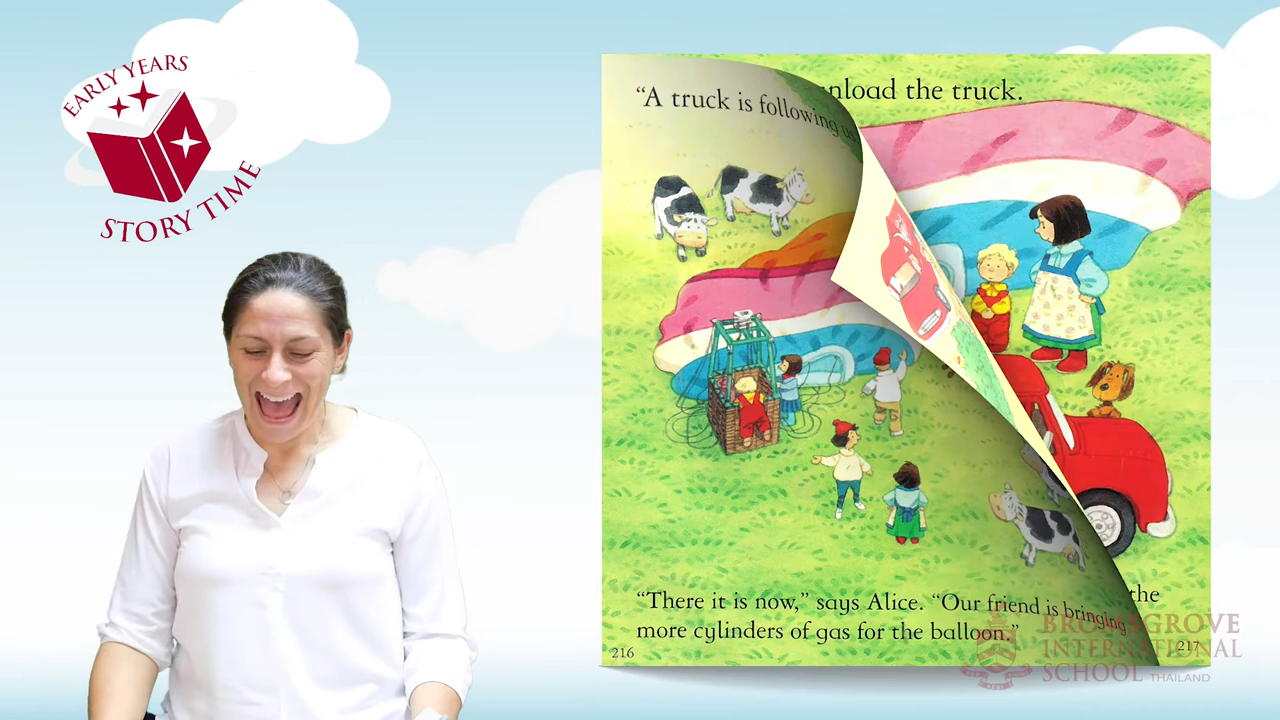 EARLY YEARS
STORY TIME
"A truck is following us
nload the truck.
"There it is now," says Alice. "Our friend is bringing
more cylinders of gas for the balloon."
the
216
217
BROMSGROVE
INTERNATIONAL
SCHOOL THAILAND